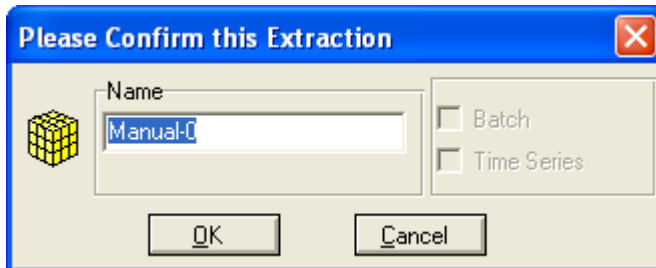 Please Confirm this Extraction
Name
Manual-0
Batch
Time Series
OK
Cancel